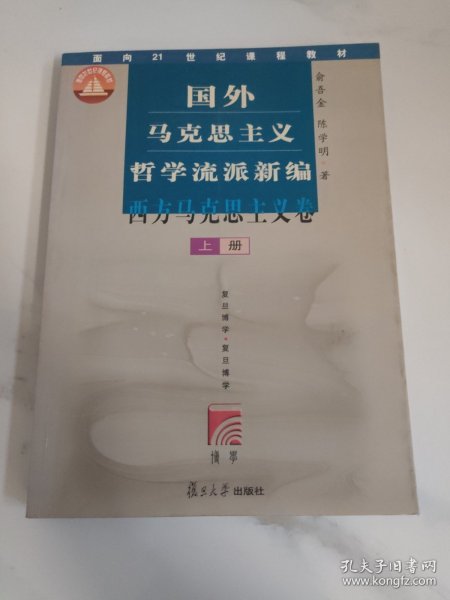 面向21世纪课程教材
国外
马克思主义
哲学流派新编
西方马克思主义卷
上册
俞吾金 陈学明·著
复旦博学·复旦博学
博学
复旦大学出版社
孔夫子旧书网
www.kongfz.com